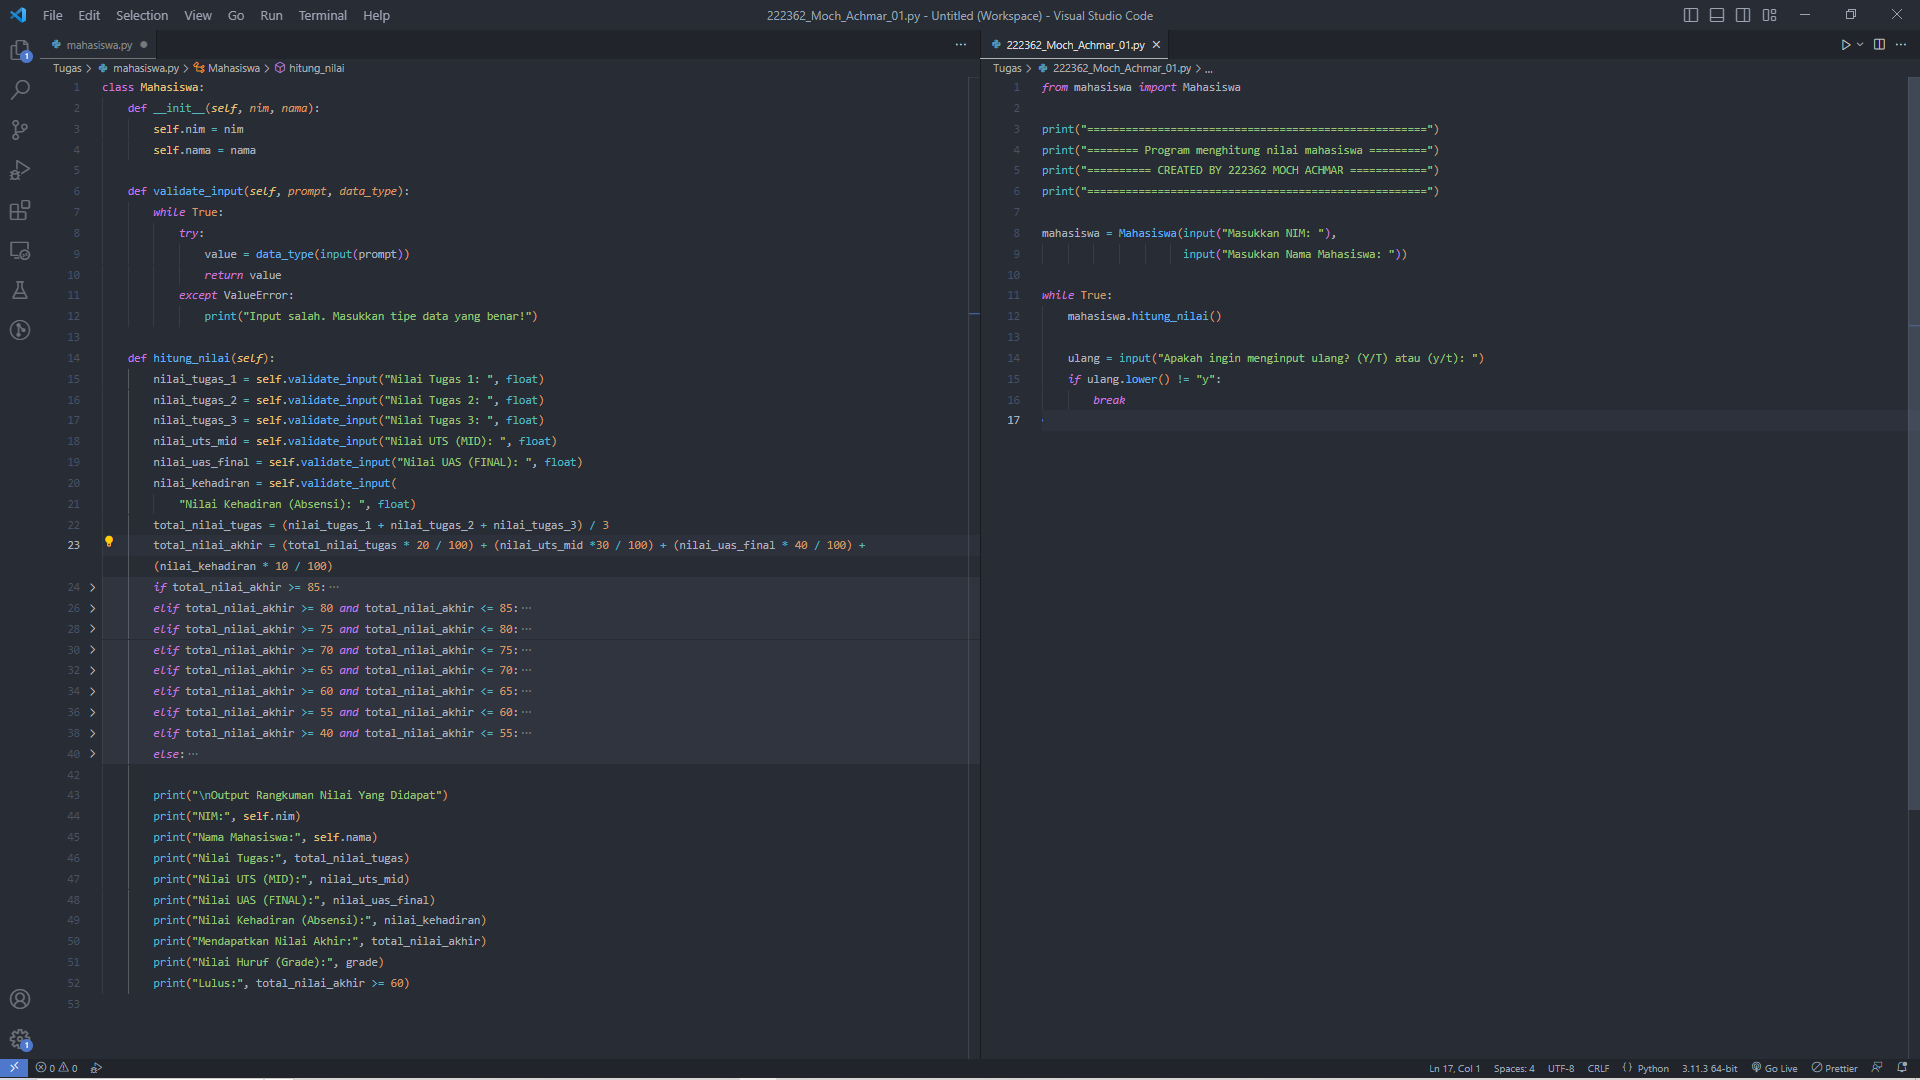 File Edit Selection View Go Run Terminal Help
222362_Moch_Achmar_01.py - Untitled (Workspace) - Visual Studio Code
mahasiswa.py
Tugas > mahasiswa.py > Mahasiswa > hitung_nilai
1 class Mahasiswa:
2 def __init__(self, nim, nama):
3 self.nim = nim
4 self.nama = nama
5
6 def validate_input(self, prompt, data_type):
7 while True:
8 try:
9 value = data_type(input(prompt))
10 return value
11 except ValueError:
12 print("Input salah. Masukkan tipe data yang benar!")
13
14 def hitung_nilai(self):
15 nilai_tugas_1 = self.validate_input("Nilai Tugas 1: ", float)
16 nilai_tugas_2 = self.validate_input("Nilai Tugas 2: ", float)
17 nilai_tugas_3 = self.validate_input("Nilai Tugas 3: ", float)
18 nilai_uts_mid = self.validate_input("Nilai UTS (MID): ", float)
19 nilai_uas_final = self.validate_input("Nilai UAS (FINAL): ", float)
20 nilai_kehadiran = self.validate_input(
21 "Nilai Kehadiran (Absensi): ", float)
22 total_nilai_tugas = (nilai_tugas_1 + nilai_tugas_2 + nilai_tugas_3) / 3
23 total_nilai_akhir = (total_nilai_tugas * 20 / 100) + (nilai_uts_mid *30 / 100) + (nilai_uas_final * 40 / 100) +
(nilai_kehadiran * 10 / 100)
24 > if total_nilai_akhir >= 85:···
26 > elif total_nilai_akhir >= 80 and total_nilai_akhir <= 85:···
28 > elif total_nilai_akhir >= 75 and total_nilai_akhir <= 80:···
30 > elif total_nilai_akhir >= 70 and total_nilai_akhir <= 75:···
32 > elif total_nilai_akhir >= 65 and total_nilai_akhir <= 70:···
34 > elif total_nilai_akhir >= 60 and total_nilai_akhir <= 65:···
36 > elif total_nilai_akhir >= 55 and total_nilai_akhir <= 60:···
38 > elif total_nilai_akhir >= 40 and total_nilai_akhir <= 55:···
40 > else:···
42
43 print("\nOutput Rangkuman Nilai Yang Didapat")
44 print("NIM:", self.nim)
45 print("Nama Mahasiswa:", self.nama)
46 print("Nilai Tugas:", total_nilai_tugas)
47 print("Nilai UTS (MID):", nilai_uts_mid)
48 print("Nilai UAS (FINAL):", nilai_uas_final)
49 print("Nilai Kehadiran (Absensi):", nilai_kehadiran)
50 print("Mendapatkan Nilai Akhir:", total_nilai_akhir)
51 print("Nilai Huruf (Grade):", grade)
52 print("Lulus:", total_nilai_akhir >= 60)
53
222362_Moch_Achmar_01.py
Tugas > 222362_Moch_Achmar_01.py > ...
1 from mahasiswa import Mahasiswa
2
3 print("=====================================================")
4 print("======== Program menghitung nilai mahasiswa =========")
5 print("========== CREATED BY 222362 MOCH ACHMAR ============")
6 print("=====================================================")
7
8 mahasiswa = Mahasiswa(input("Masukkan NIM: "),
9 input("Masukkan Nama Mahasiswa: "))
10
11 while True:
12 mahasiswa.hitung_nilai()
13
14 ulang = input("Apakah ingin menginput ulang? (Y/T) atau (y/t): ")
15 if ulang.lower() != "y":
16 break
17
1
1
0 0
Ln 17, Col 1 Spaces: 4 UTF-8 CRLF { } Python 3.11.3 64-bit Go Live Prettier